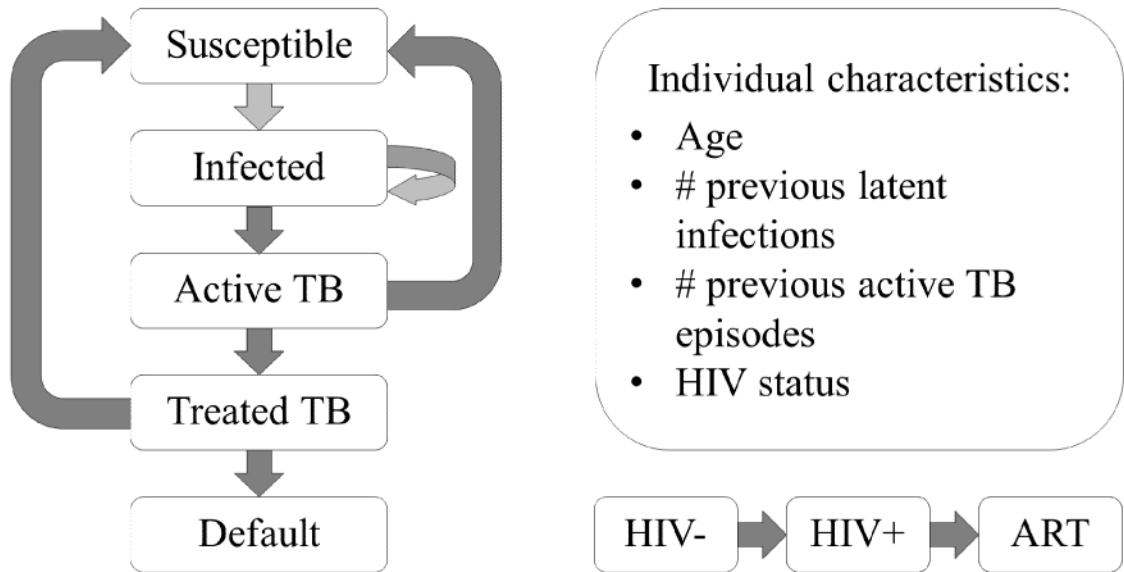 Susceptible
Infected
Active TB
Treated TB
Default
Individual characteristics:
• Age
• # previous latent
infections
• # previous active TB
episodes
• HIV status
HIV-
HIV+
ART